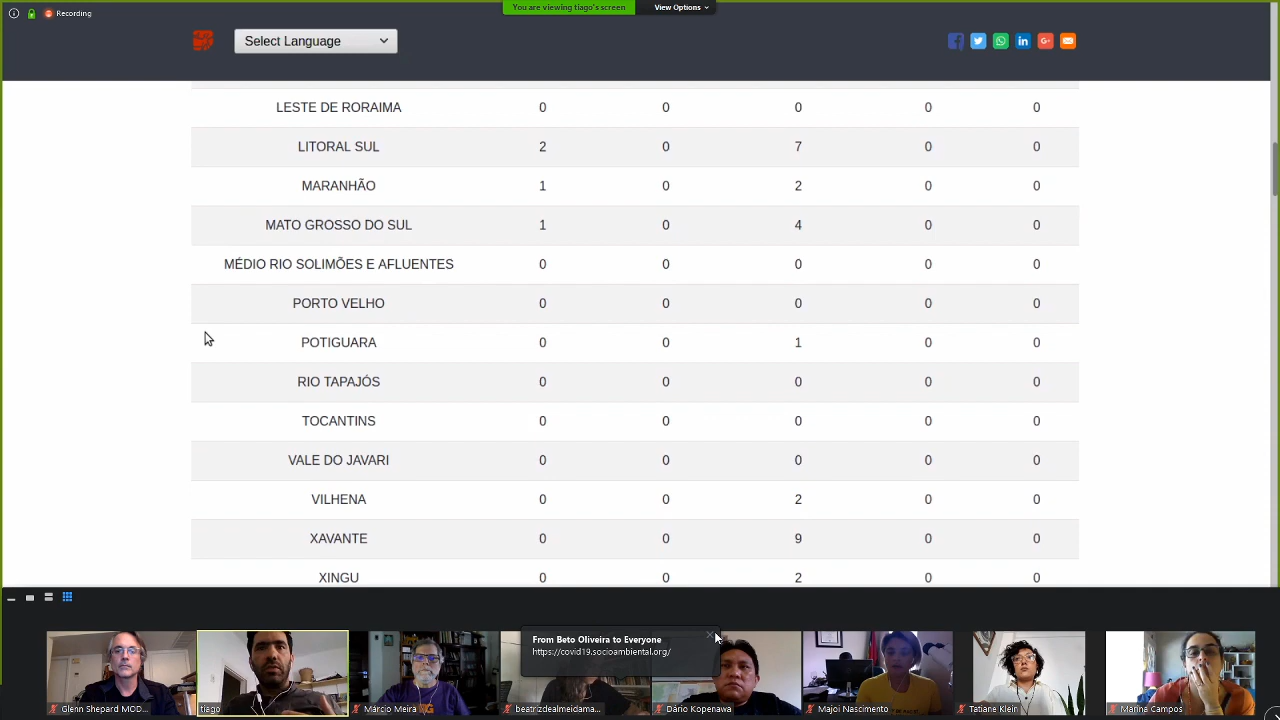 You are viewing tiago's screen
View Options
Recording
Select Language
LESTE DE RORAIMA 0 0 0 0 0
LITORAL SUL 2 0 7 0 0
MARANHÃO 1 0 2 0 0
MATO GROSSO DO SUL 1 0 4 0 0
MÉDIO RIO SOLIMÕES E AFLUENTES 0 0 0 0 0
PORTO VELHO 0 0 0 0 0
POTIGUARA 0 0 1 0 0
RIO TAPAJÓS 0 0 0 0 0
TOCANTINS 0 0 0 0 0
VALE DO JAVARI 0 0 0 0 0
VILHENA 0 0 2 0 0
XAVANTE 0 0 9 0 0
XINGU 0 0 2 0 0
From Beto Oliveira to Everyone
https://covid19.socioambiental.org/
Glenn Shepard MOD... tiago Márcio Meira beatrizdealmeidama... Dário Kopenawa Majoí Nascimento Tatiane Klein Marina Campos